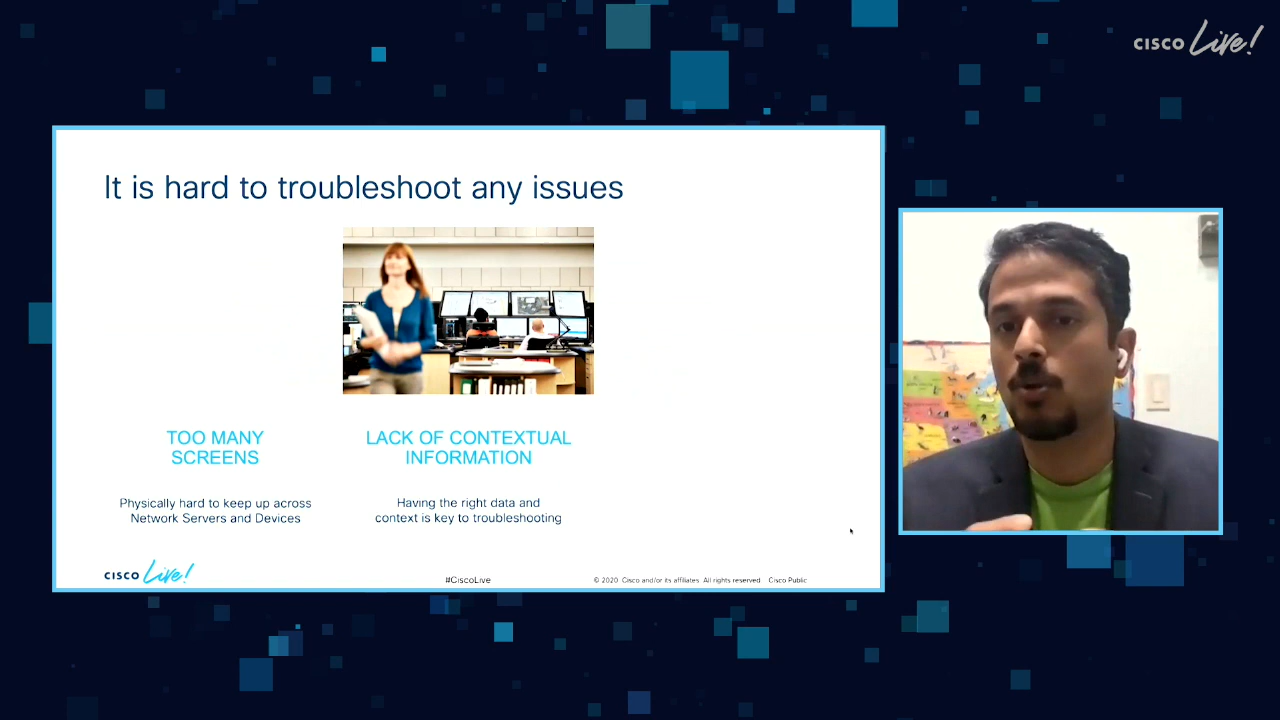 CISCO Live!
It is hard to troubleshoot any issues
TOO MANY
SCREENS
Physically hard to keep up across
Network Servers and Devices
LACK OF CONTEXTUAL
INFORMATION
Having the right data and
context is key to troubleshooting
CISCO Live!
#CiscoLive
© 2020 Cisco and/or its affiliates All rights reserved Cisco Public